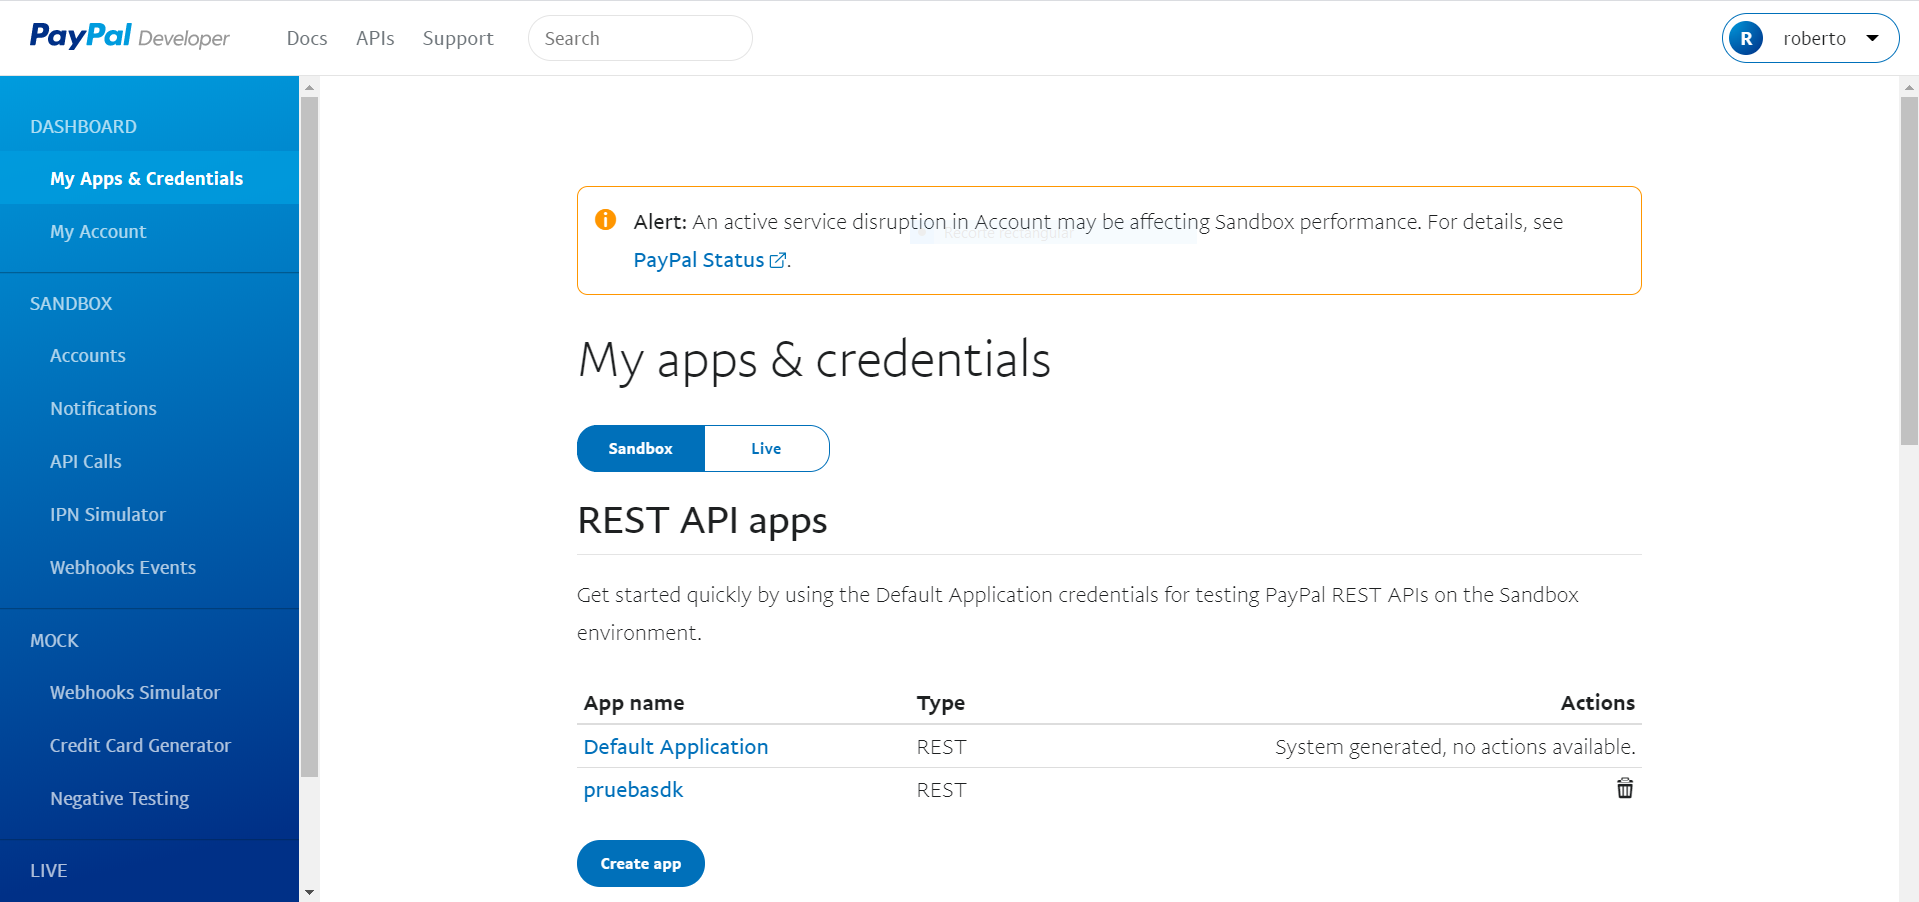 PayPal Developer
Docs
APIs
Support
Search
R
roberto
DASHBOARD
My Apps & Credentials
My Account
SANDBOX
Accounts
Notifications
API Calls
IPN Simulator
Webhooks Events
MOCK
Webhooks Simulator
Credit Card Generator
Negative Testing
LIVE
Alert: An active service disruption in Account may be affecting Sandbox performance. For details, see
Recorte rectangular
PayPal Status.
My apps & credentials
Sandbox
Live
REST API apps
Get started quickly by using the Default Application credentials for testing PayPal REST APIs on the Sandbox
environment.
App name Type Actions
Default Application REST System generated, no actions available.
pruebasdk REST
Create app